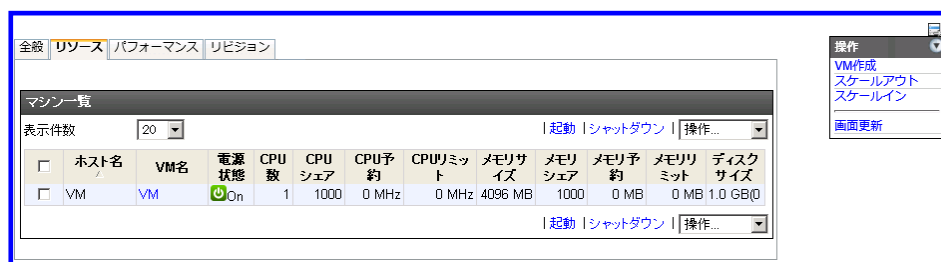 全般 リソース パフォーマンス リビジョン
マシン一覧
表示件数 20 | 起動 | シャットダウン | 操作...
ホスト名 VM名 電源状態 CPU数 CPUシェア CPU予約 CPUリミット メモリサイズ メモリシェア メモリ予約 メモリリミット ディスクサイズ
VM VM On 1 1000 0 MHz 0 MHz 4096 MB 1000 0 MB 0 MB 1.0 GB(0
| 起動 | シャットダウン | 操作...
操作
VM作成
スケールアウト
スケールイン
画面更新